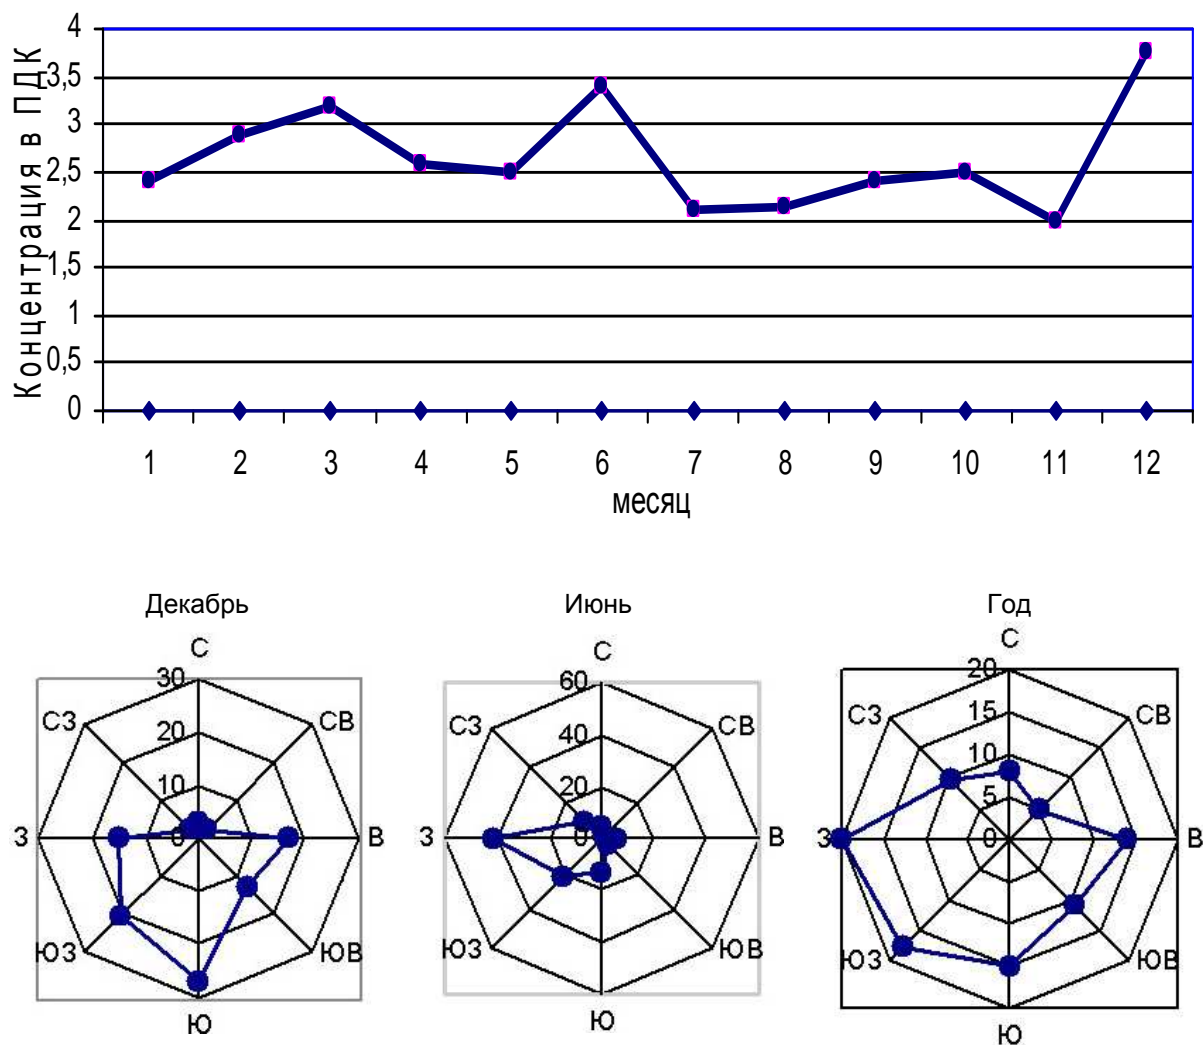 Концентрация в ПДК
4
3,5
3
2,5
2
1,5
1
0,5
0
1 2 3 4 5 6 7 8 9 10 11 12
месяц
Декабрь
С
30
20
10
0
СЗ
СВ
З
В
ЮЗ
ЮВ
Ю
Июнь
С
60
40
20
0
СЗ
СВ
З
В
ЮЗ
ЮВ
Ю
Год
С
20
15
10
5
0
СЗ
СВ
З
В
ЮЗ
ЮВ
Ю